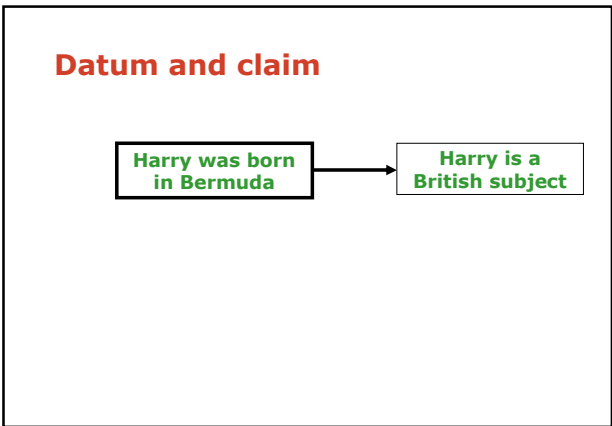 Datum and claim
Harry was born
in Bermuda
Harry is a
British subject